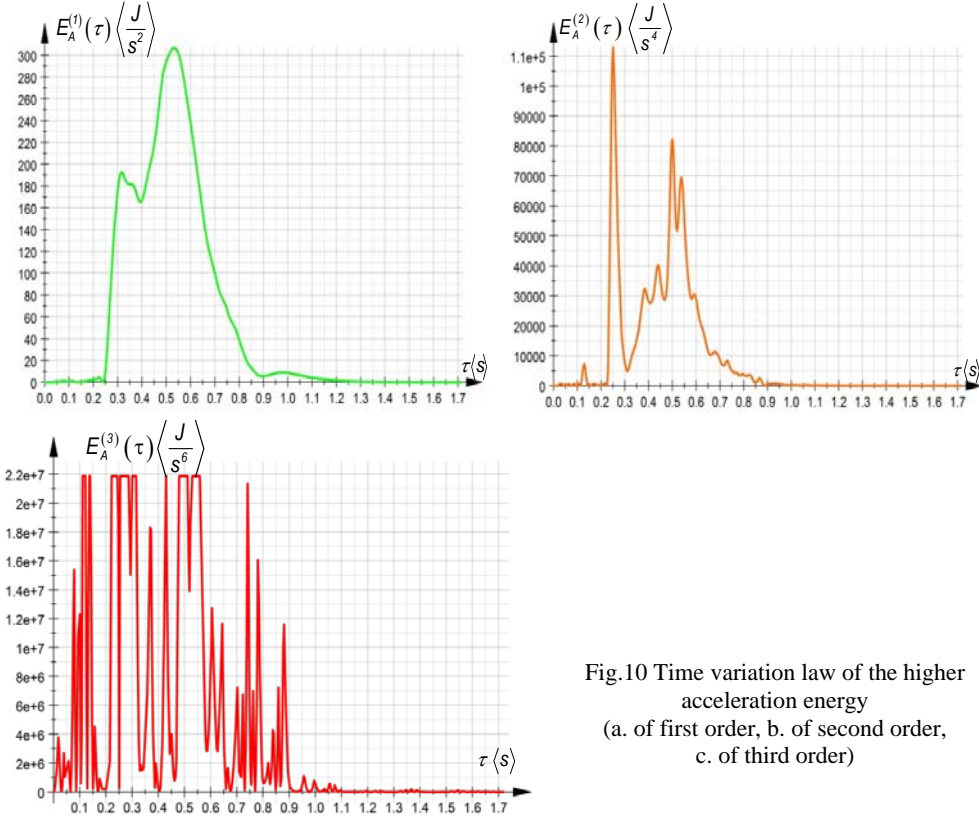 E_A^(1)(τ) ⟨J/s²⟩
300
280
260
240
220
200
180
160
140
120
100
80
60
40
20
0
0.0 0.1 0.2 0.3 0.4 0.5 0.6 0.7 0.8 0.9 1.0 1.1 1.2 1.3 1.4 1.5 1.6 1.7
τ⟨s⟩
E_A^(2)(τ) ⟨J/s⁴⟩
1.1e+5
1e+5
90000
80000
70000
60000
50000
40000
30000
20000
10000
0
0.0 0.1 0.2 0.3 0.4 0.5 0.6 0.7 0.8 0.9 1.0 1.1 1.2 1.3 1.4 1.5 1.6 1.7
τ⟨s⟩
E_A^(3)(τ) ⟨J/s⁶⟩
2.2e+7
2e+7
1.8e+7
1.6e+7
1.4e+7
1.2e+7
1e+7
8e+6
6e+6
4e+6
2e+6
0
0.1 0.2 0.3 0.4 0.5 0.6 0.7 0.8 0.9 1.0 1.1 1.2 1.3 1.4 1.5 1.6 1.7
τ⟨s⟩
Fig.10 Time variation law of the higher
acceleration energy
(a. of first order, b. of second order,
c. of third order)